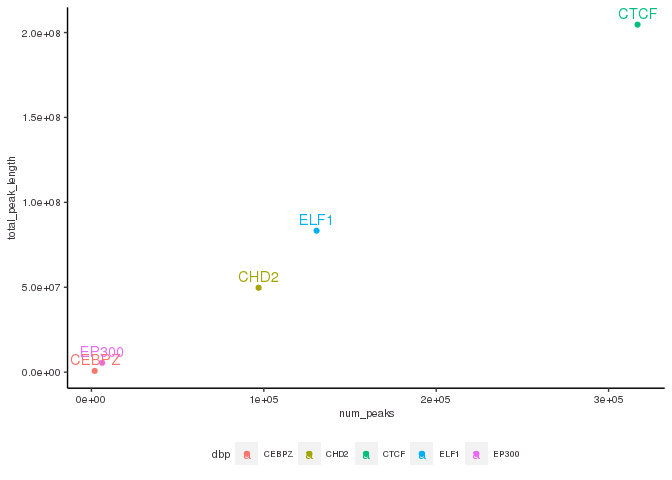 CTCF
2.0e+08
1.5e+08
1.0e+08
5.0e+07
0.0e+00
total_peak_length
ELF1
CHD2
EP300
CEBPZ
0e+00 1e+05 2e+05 3e+05
num_peaks
dbp a CEBPZ a CHD2 a CTCF a ELF1 a EP300